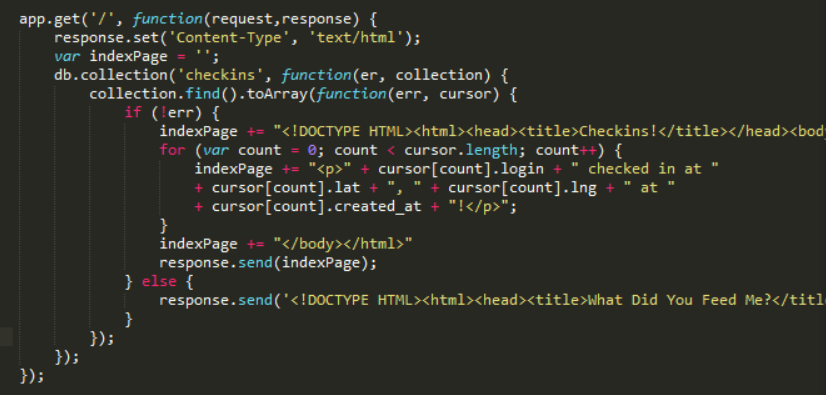 app.get('/', function(request,response) {
response.set('Content-Type', 'text/html');
var indexPage = '';
db.collection('checkins', function(er, collection) {
collection.find().toArray(function(err, cursor) {
if (!err) {
indexPage += "<!DOCTYPE HTML><html><head><title>Checkins!</title></head><body
for (var count = 0; count < cursor.length; count++) {
indexPage += "<p>" + cursor[count].login + " checked in at "
+ cursor[count].lat + ", " + cursor[count].lng + " at "
+ cursor[count].created_at + "!</p>";
}
indexPage += "</body></html>"
response.send(indexPage);
} else {
response.send('<!DOCTYPE HTML><html><head><title>What Did You Feed Me?</titl
}
});
});
});